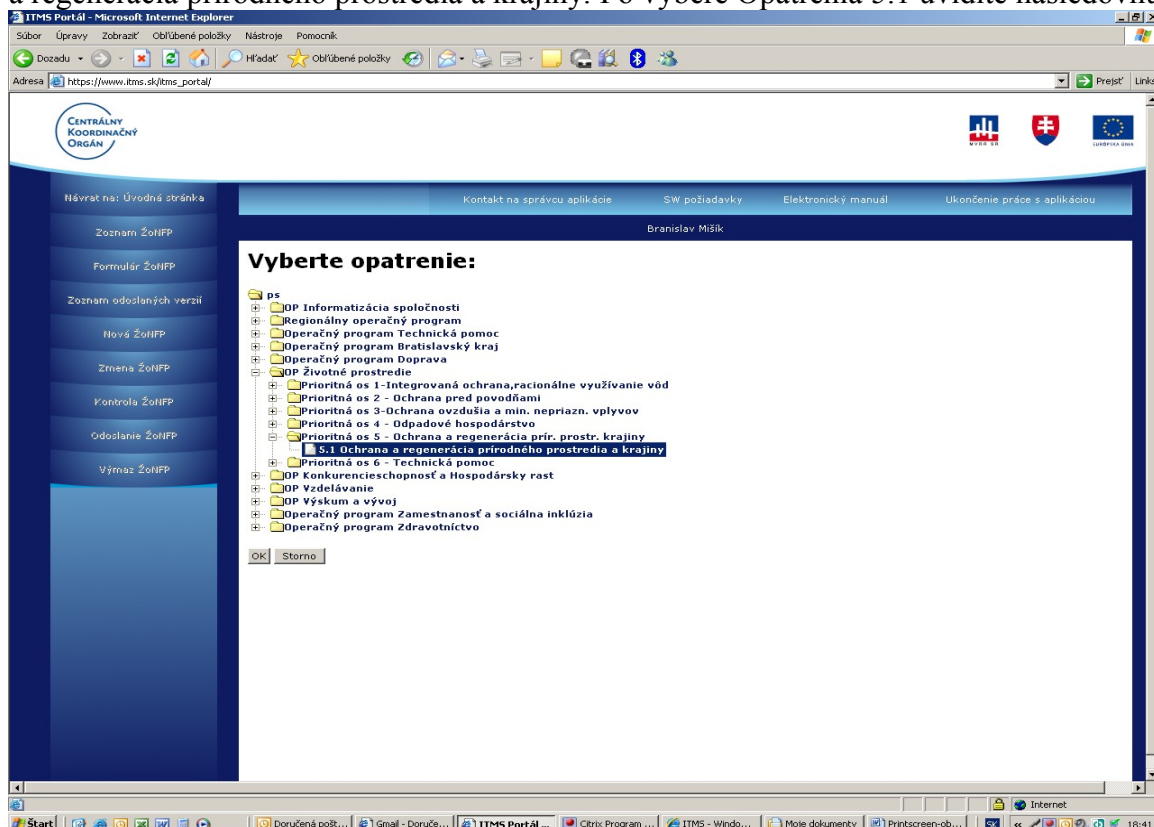 a regenerácia prírodného prostredia a krajiny. Po výbere Opatrenia 5.1 uvidíte
ITMS Portál - Microsoft Internet Explorer
Súbor Úpravy Zobraziť Obľúbené položky Nástroje Pomocník
Dozadu Hľadať Obľúbené položky
Adresa https://www.itms.sk/itms_portal/ Prejsť Links
CENTRÁLNY
KOORDINAČNÝ
ORGÁN
MVRR SR
EURÓPSKA ÚNIA
Návrat na: Úvodná stránka
Kontakt na správcu aplikácie SW požiadavky Elektronický manuál Ukončenie práce s aplikáciou
Zoznam ŽoNFP
Branislav Mišík
Formulár ŽoNFP
Zoznam odoslaných verzií
Nová ŽoNFP
Zmena ŽoNFP
Kontrola ŽoNFP
Odoslanie ŽoNFP
Výmaz ŽoNFP
Vyberte opatrenie:
ps
OP Informatizácia spoločnosti
Regionálny operačný program
Operačný program Technická pomoc
Operačný program Bratislavský kraj
Operačný program Doprava
OP Životné prostredie
Prioritná os 1-Integrovaná ochrana,racionálne využívanie vôd
Prioritná os 2 - Ochrana pred povodňami
Prioritná os 3-Ochrana ovzdušia a min. nepriazn. vplyvov
Prioritná os 4 - Odpadové hospodárstvo
Prioritná os 5 - Ochrana a regenerácia prír. prostr. krajiny
5.1 Ochrana a regenerácia prírodného prostredia a krajiny
Prioritná os 6 - Technická pomoc
OP Konkurencieschopnosť a Hospodársky rast
OP Vzdelávanie
OP Výskum a vývoj
Operačný program Zamestnanosť a sociálna inklúzia
Operačný program Zdravotníctvo
OK Storno
Internet
Štart Doručená pošt... Gmail - Doruče... ITMS Portál ... Citrix Program ... ITMS - Windo... Moje dokumenty Printscreen-ob... SK 18:41